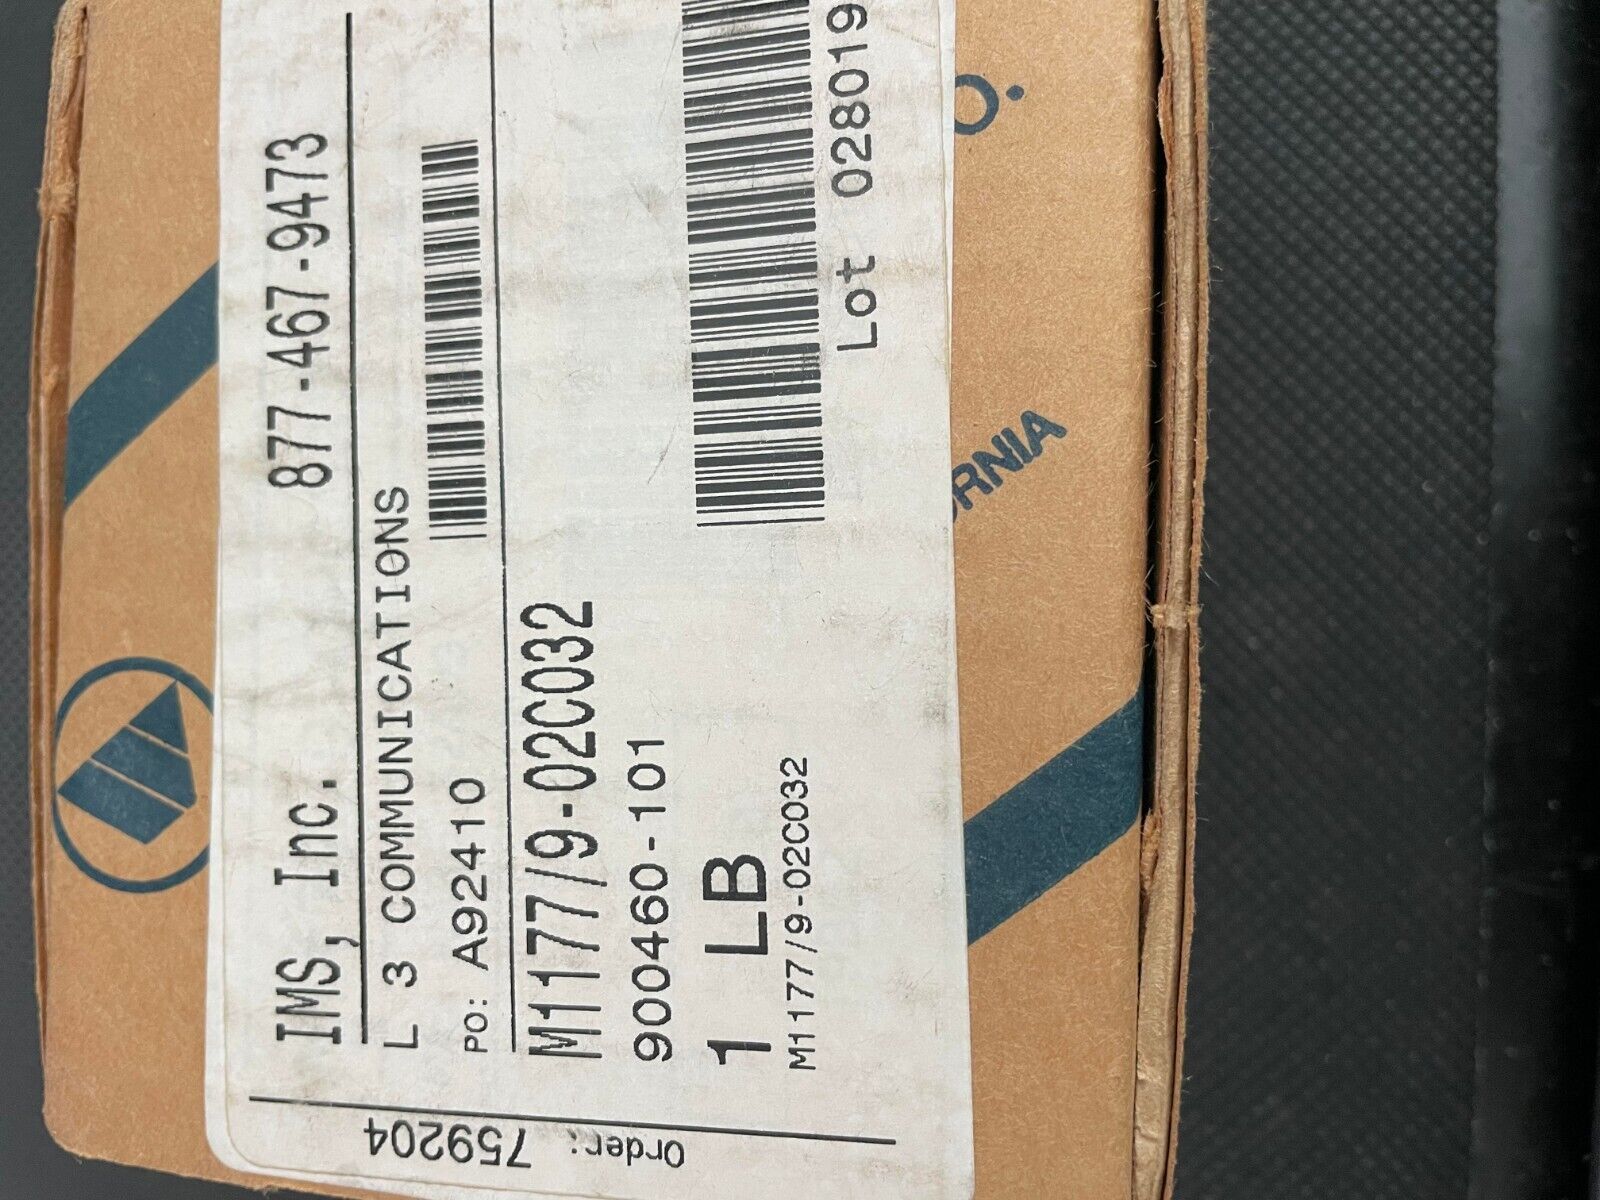 IMS, Inc. 877-467-9473
L 3 COMMUNICATIONS
PO: A92410
M1177/9-02C032
900460-101
1 LB
M1177/9-02C032
Lot 028019
Order: 759204